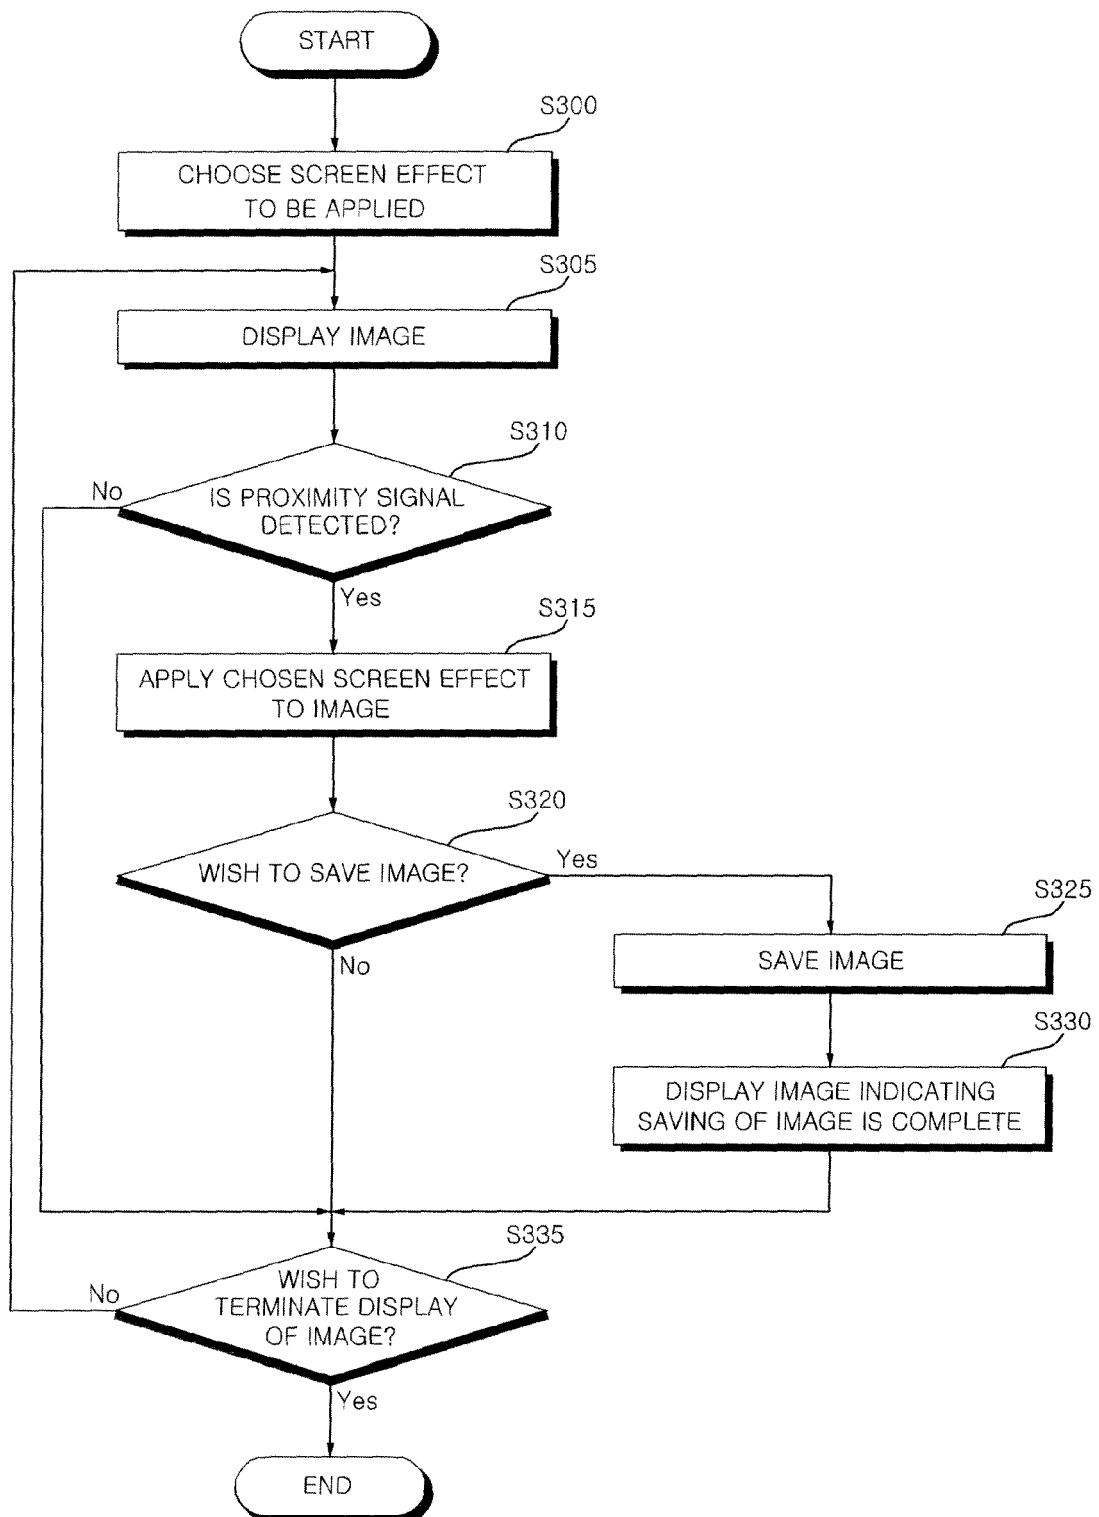 START
S300
CHOOSE SCREEN EFFECT
TO BE APPLIED
S305
DISPLAY IMAGE
S310
No
IS PROXIMITY SIGNAL
DETECTED?
Yes
S315
APPLY CHOSEN SCREEN EFFECT
TO IMAGE
S320
WISH TO SAVE IMAGE?
Yes
No
S325
SAVE IMAGE
S330
DISPLAY IMAGE INDICATING
SAVING OF IMAGE IS COMPLETE
S335
No
WISH TO
TERMINATE DISPLAY
OF IMAGE?
Yes
END